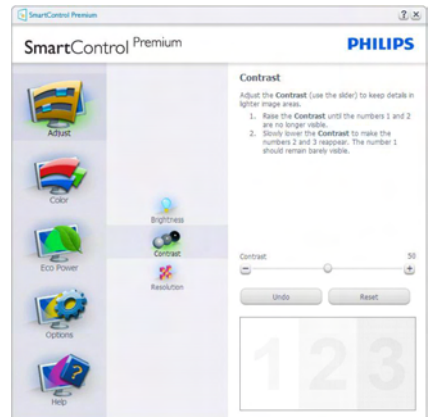 SmartControl Premium
SmartControl Premium
PHILIPS
Adjust
Color
Eco Power
Options
Help
Brightness
Contrast
Resolution
Contrast
Adjust the Contrast (use the slider) to keep details in
lighter image areas.
1. Raise the Contrast until the numbers 1 and 2
are no longer visible.
2. Slowly lower the Contrast to make the
numbers 2 and 3 reappear. The number 1
should remain barely visible.
Contrast 50
Undo Reset
1 2 3